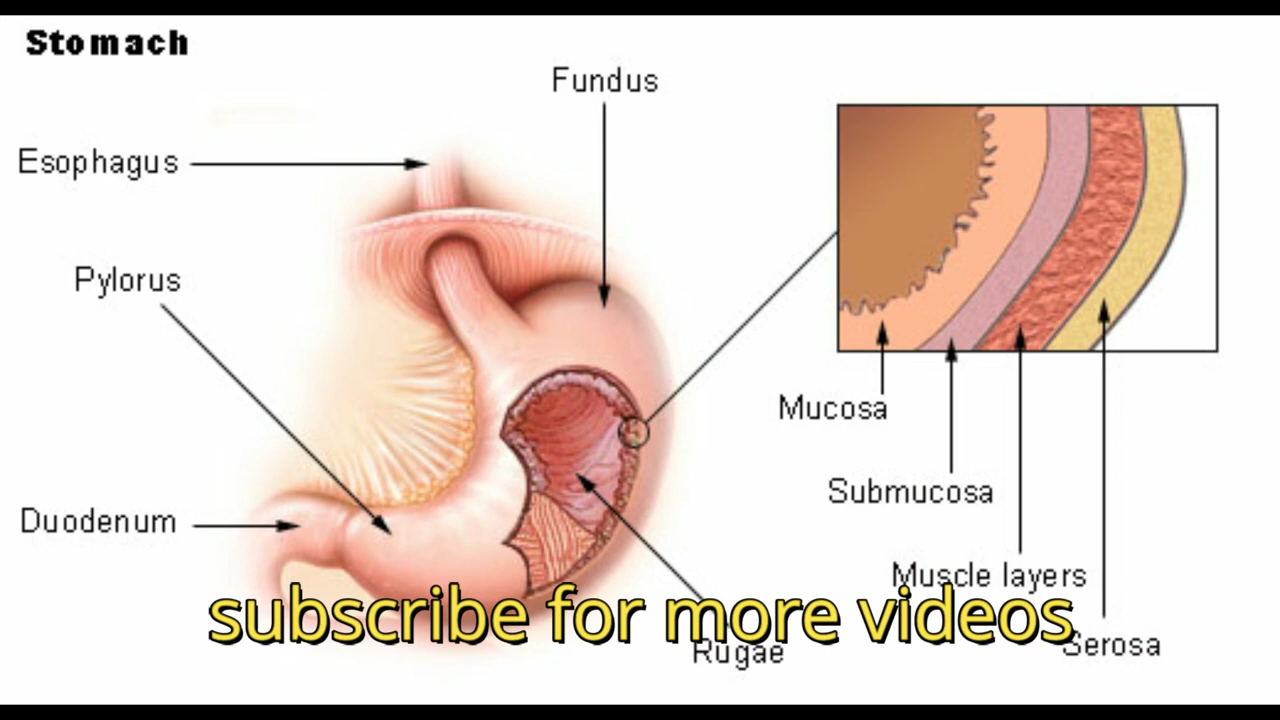 Stomach
Fundus
Esophagus
Pylorus
Mucosa
Submucosa
Duodenum
Muscle layers
subscribe for more videos
Serosa
Rugae